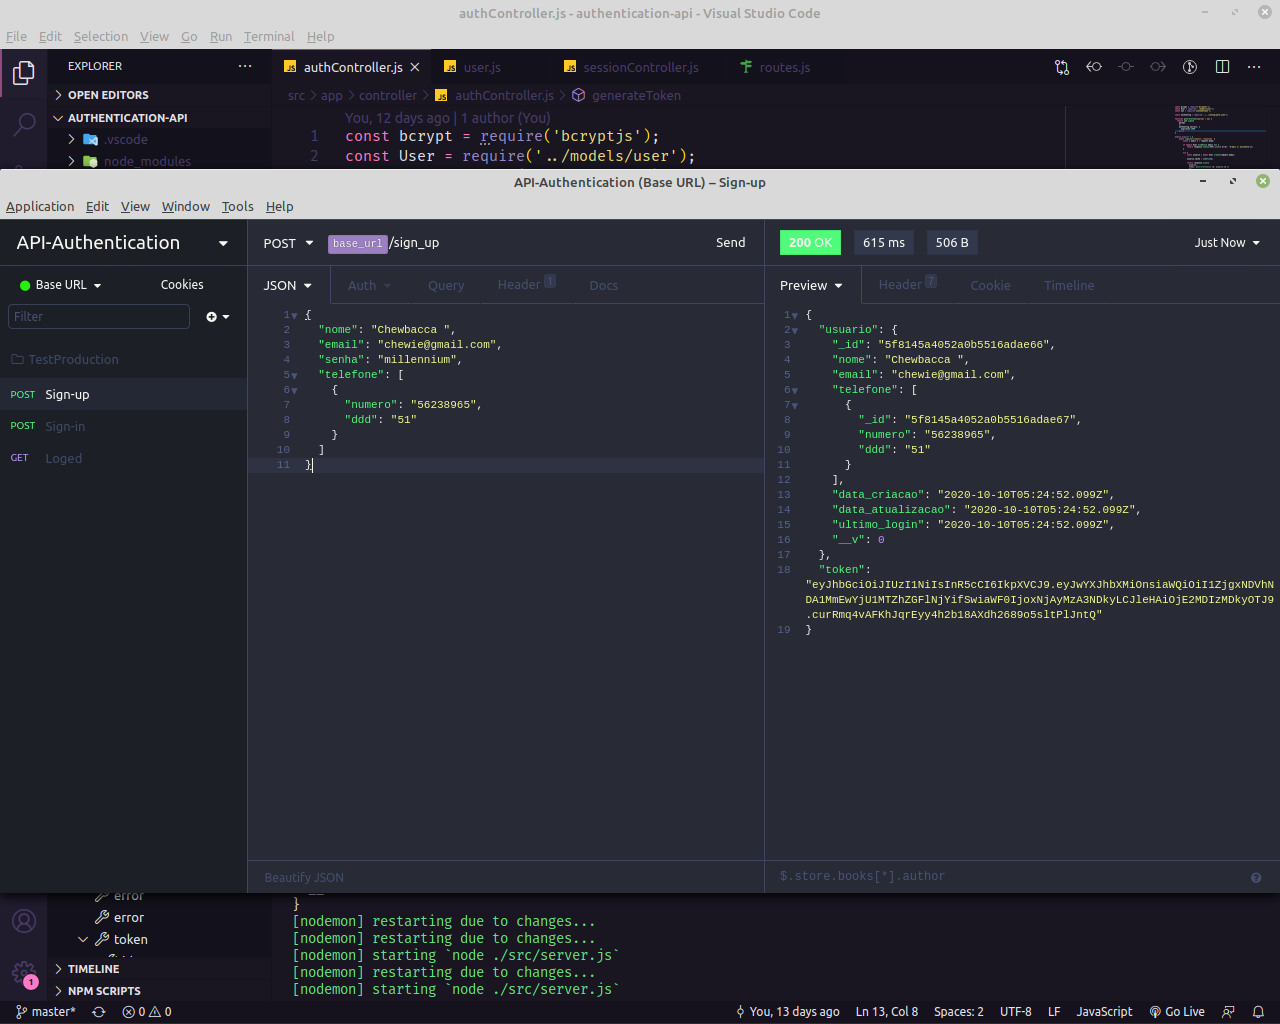 authController.js - authentication-api - Visual Studio Code
File Edit Selection View Go Run Terminal Help
EXPLORER ...
authController.js user.js sessionController.js routes.js
OPEN EDITORS
src > app > controller > authController.js > generateToken
AUTHENTICATION-API
You, 12 days ago | 1 author (You)
.vscode
1 const bcrypt = require('bcryptjs');
node_modules
2 const User = require('../models/user');
API-Authentication (Base URL) – Sign-up
Application Edit View Window Tools Help
API-Authentication
POST base_url/sign_up Send
200 OK 615 ms 506 B Just Now
Base URL Cookies
JSON Auth Query Header 1 Docs
Preview Header 7 Cookie Timeline
Filter
TestProduction
POST Sign-up
POST Sign-in
GET Loged
1 {
2 "nome": "Chewbacca ",
3 "email": "chewie@gmail.com",
4 "senha": "millennium",
5 "telefone": [
6 {
7 "numero": "56238965",
8 "ddd": "51"
9 }
10 ]
11 }
1 {
2 "usuario": {
3 "_id": "5f8145a4052a0b5516adae66",
4 "nome": "Chewbacca ",
5 "email": "chewie@gmail.com",
6 "telefone": [
7 {
8 "_id": "5f8145a4052a0b5516adae67",
9 "numero": "56238965",
10 "ddd": "51"
11 }
12 ],
13 "data_criacao": "2020-10-10T05:24:52.099Z",
14 "data_atualizacao": "2020-10-10T05:24:52.099Z",
15 "ultimo_login": "2020-10-10T05:24:52.099Z",
16 "__v": 0
17 },
18 "token":
"eyJhbGciOiJIUzI1NiIsInR5cCI6IkpXVCJ9.eyJwYXJhbXMiOnsiaWQiOiI1ZjgxNDVhN
DA1MmEwYjU1MTZhZGFlNjYifSwiaWF0IjoxNjAyMzA3NDkyLCJleHAiOjE2MDIzMDkyOTJ9
.curRmq4vAFKhJqrEyy4h2b18AXdh2689o5sltPlJntQ"
19 }
Beautify JSON
$.store.books[*].author
error
error
token
}
[nodemon] restarting due to changes...
[nodemon] restarting due to changes...
[nodemon] starting `node ./src/server.js`
[nodemon] restarting due to changes...
[nodemon] starting `node ./src/server.js`
TIMELINE
1
NPM SCRIPTS
master* 0 0 You, 13 days ago Ln 13, Col 8 Spaces: 2 UTF-8 LF JavaScript Go Live